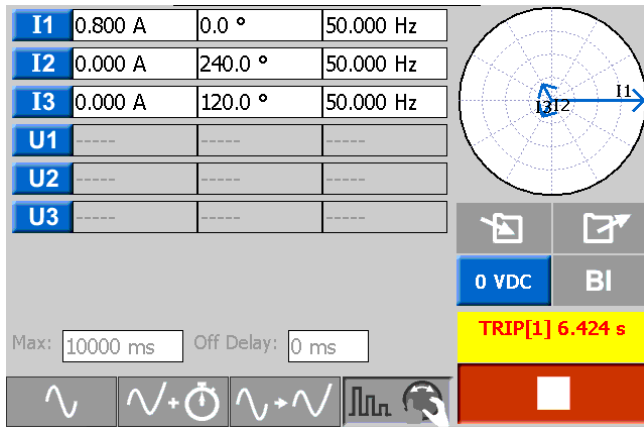 I1 0.800 A 0.0 ° 50.000 Hz
I2 0.000 A 240.0 ° 50.000 Hz
I3 0.000 A 120.0 ° 50.000 Hz
U1 ----- ----- -----
U2 ----- ----- -----
U3 ----- ----- -----
I1
I3 I2
0 VDC BI
TRIP[1] 6.424 s
Max: 10000 ms Off Delay: 0 ms